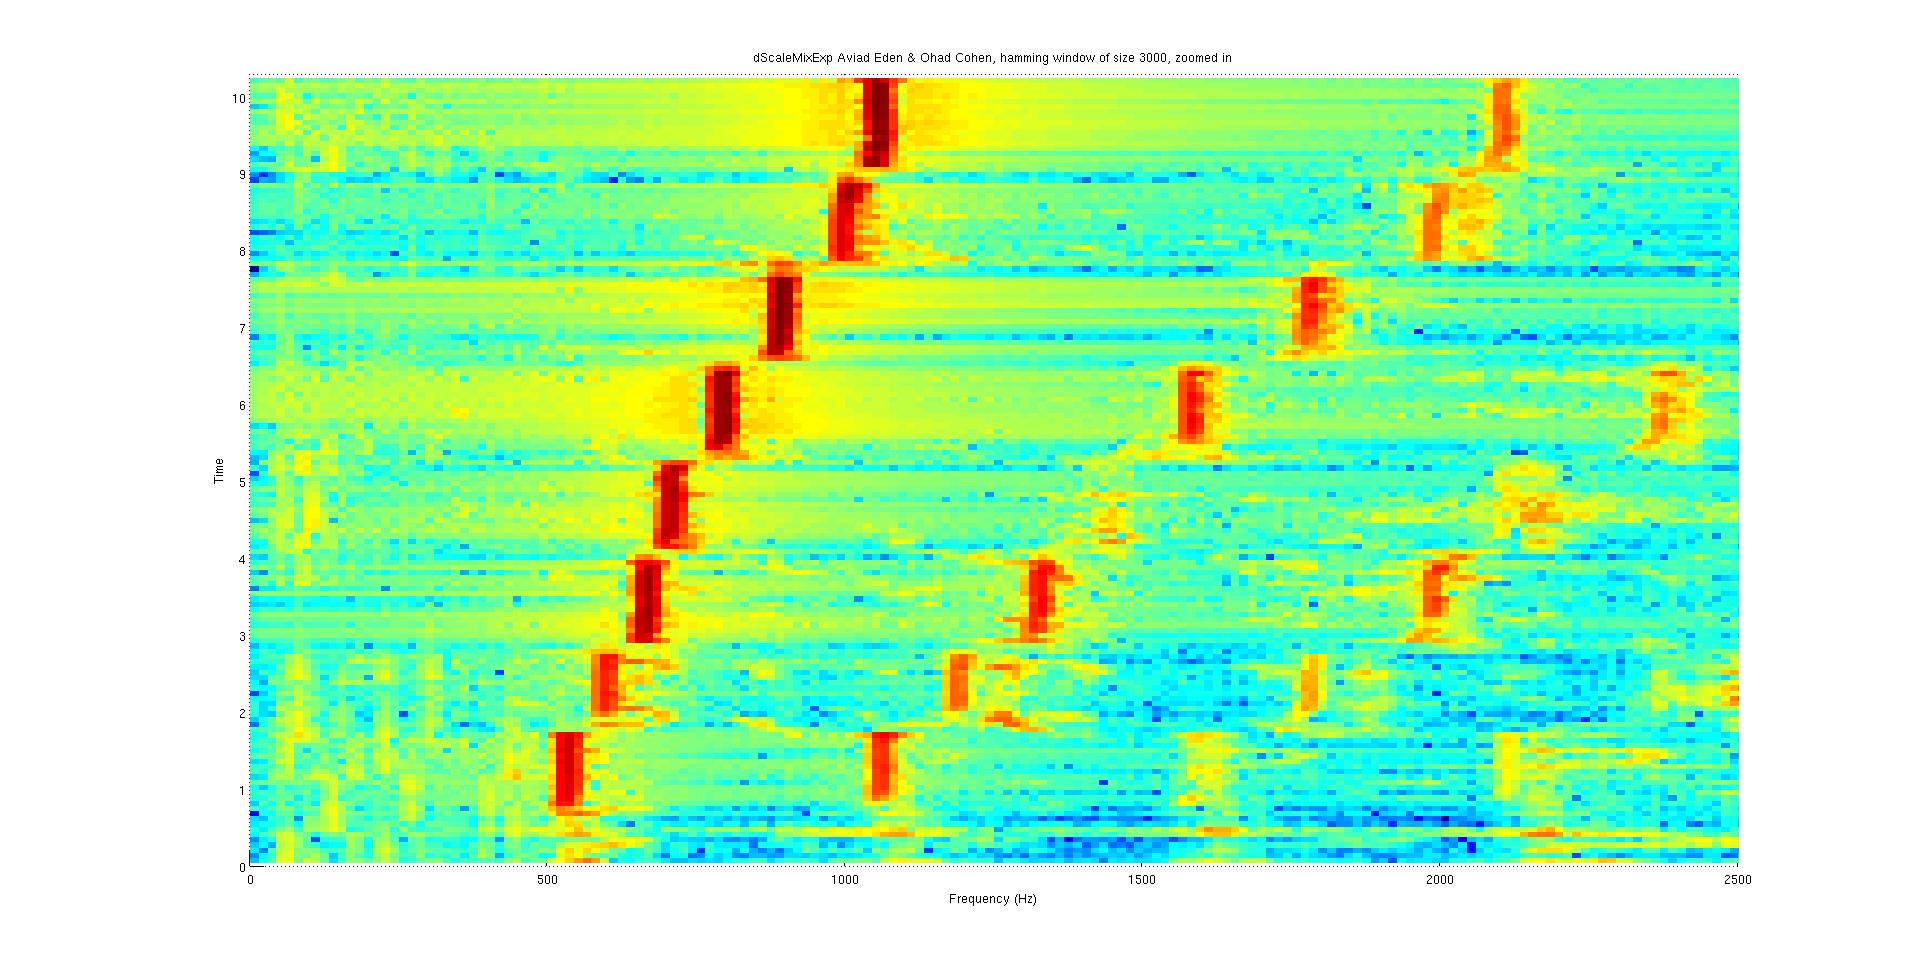 dScaleMixExp Aviad Eden & Ohad Cohen, hamming window of size 3000, zoomed in
10
9
8
7
6
5
4
3
2
1
0
Time
0 500 1000 1500 2000 2500
Frequency (Hz)